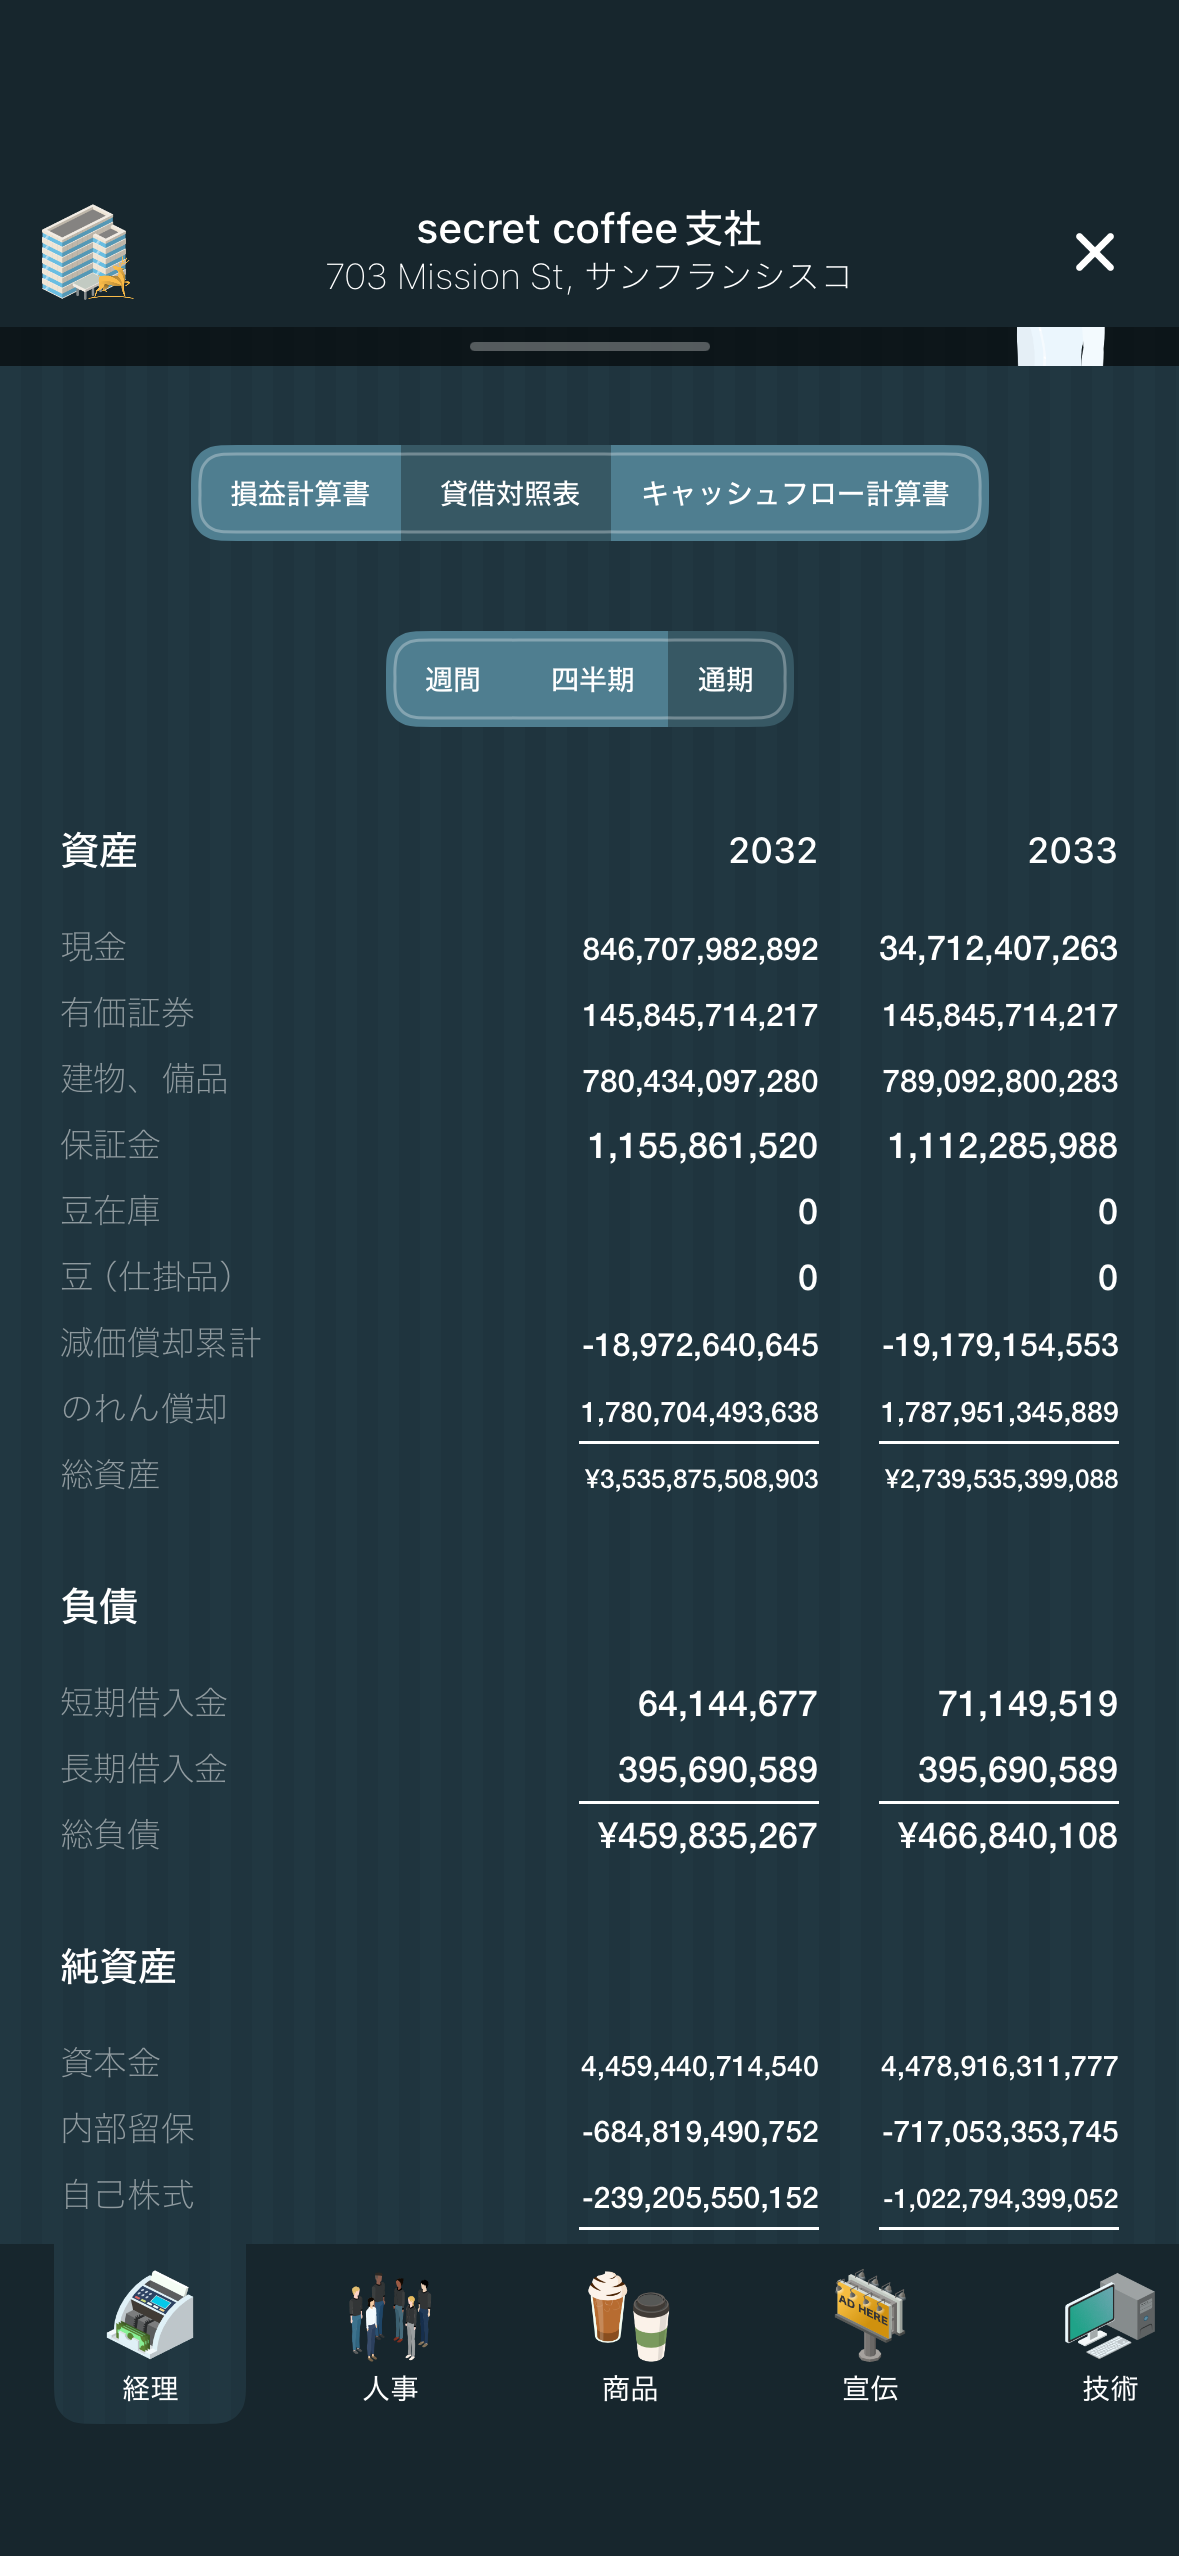 secret coffee支社
703 Mission St, サンフランシスコ
損益計算書 貸借対照表 キャッシュフロー計算書
週間 四半期 通期
資産 2032 2033
現金 846,707,982,892 34,712,407,263
有価証券 145,845,714,217 145,845,714,217
建物、備品 780,434,097,280 789,092,800,283
保証金 1,155,861,520 1,112,285,988
豆在庫 0 0
豆（仕掛品） 0 0
減価償却累計 -18,972,640,645 -19,179,154,553
のれん償却 1,780,704,493,638 1,787,951,345,889
総資産 ¥3,535,875,508,903 ¥2,739,535,399,088
負債
短期借入金 64,144,677 71,149,519
長期借入金 395,690,589 395,690,589
総負債 ¥459,835,267 ¥466,840,108
純資産
資本金 4,459,440,714,540 4,478,916,311,777
内部留保 -684,819,490,752 -717,053,353,745
自己株式 -239,205,550,152 -1,022,794,399,052
AD HERE
経理 人事 商品 宣伝 技術